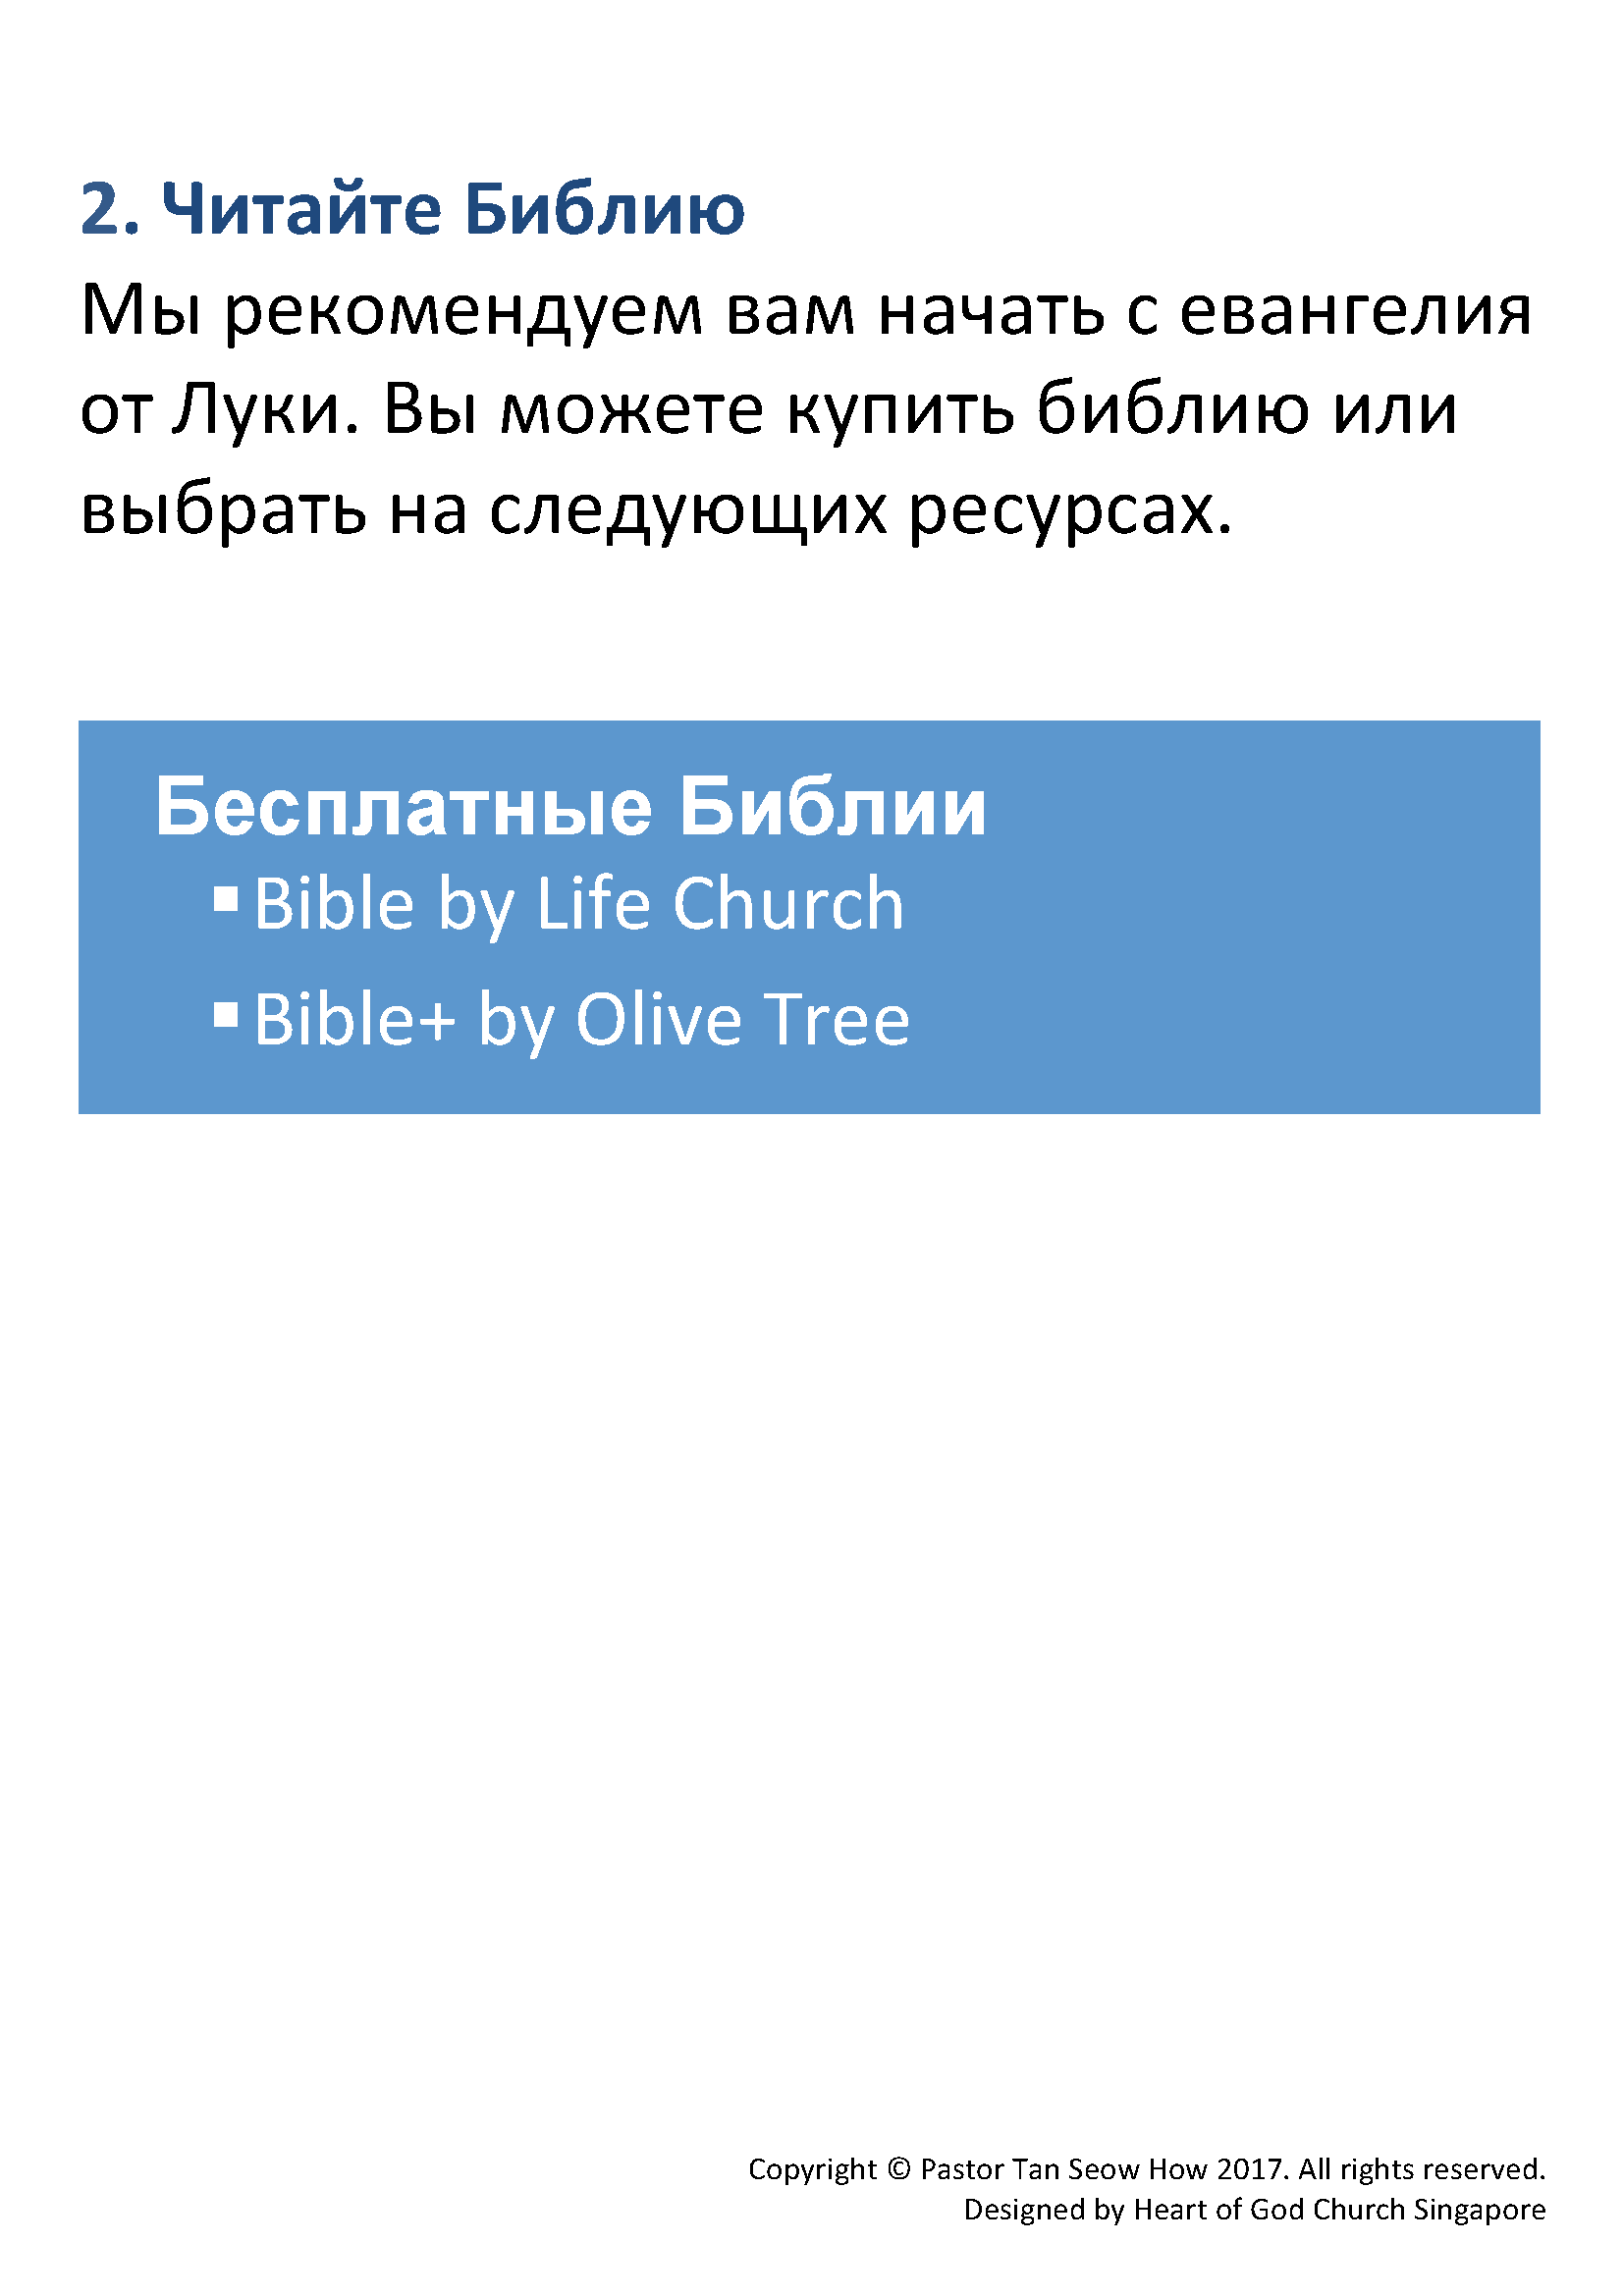 2. Читайте Библию
Мы рекомендуем вам начать с евангелия
от Луки. Вы можете купить библию или
выбрать на следующих ресурсах.
Бесплатные Библии
▪ Bible by Life Church
▪ Bible+ by Olive Tree
Copyright © Pastor Tan Seow How 2017. All rights reserved.
Designed by Heart of God Church Singapore